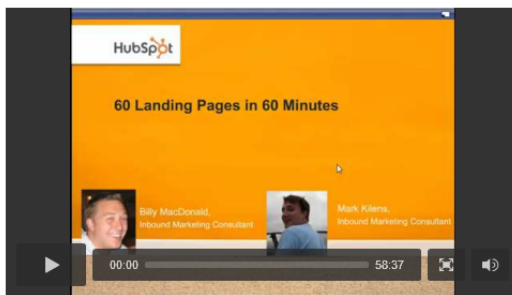 HubSpot
60 Landing Pages in 60 Minutes
Billy MacDonald,
Inbound Marketing Consultant
Mark Kilens,
Inbound Marketing Consultant
00:00
58:37